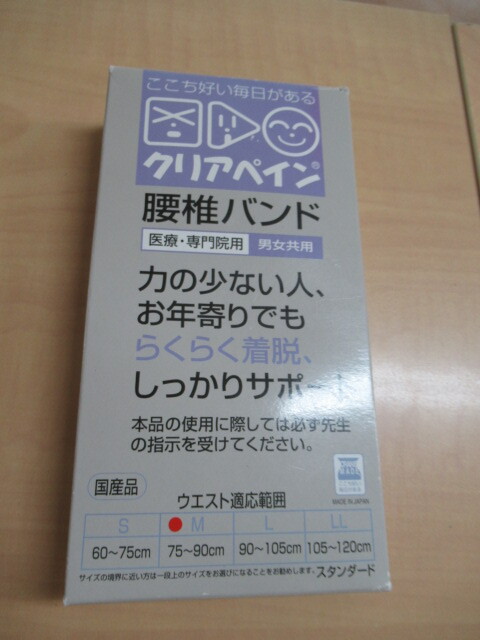 ここち好い毎日がある
クリアペイン®
腰椎バンド
医療・専門院用 男女共用
力の少ない人、
お年寄りでも
らくらく着脱、
しっかりサポート
本品の使用に際しては必ず先生
の指示を受けてください。
国産品
MADE IN JAPAN
ウエスト適応範囲
S M L LL
60~75cm 75~90cm 90~105cm 105~120cm
サイズの境界に近い方は一段上のサイズをお選びになることをお勧めします。スタンダード